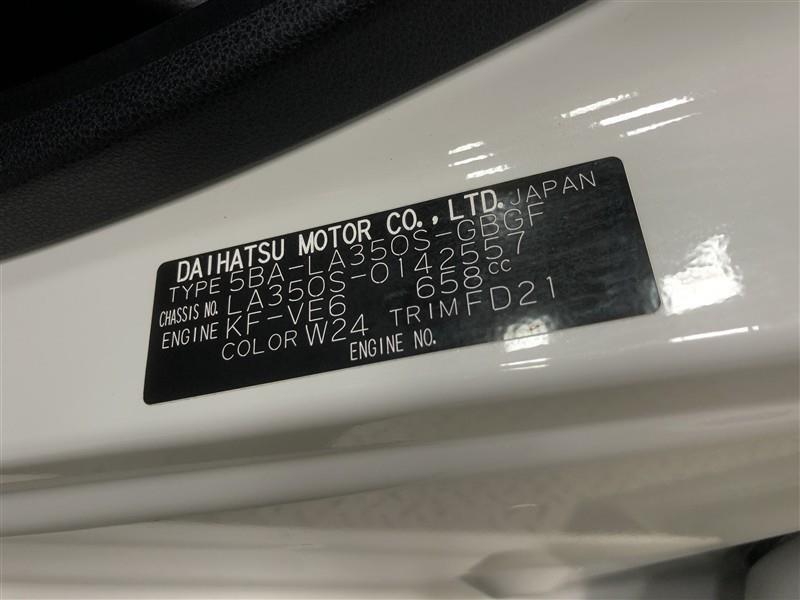 DAIHATSU MOTOR CO., LTD. JAPAN
TYPE 5BA-LA350S-GBGF
CHASSIS NO. LA350S-0142557
ENGINE KF-VE6 658cc
COLOR W24 TRIM FD21
ENGINE NO.